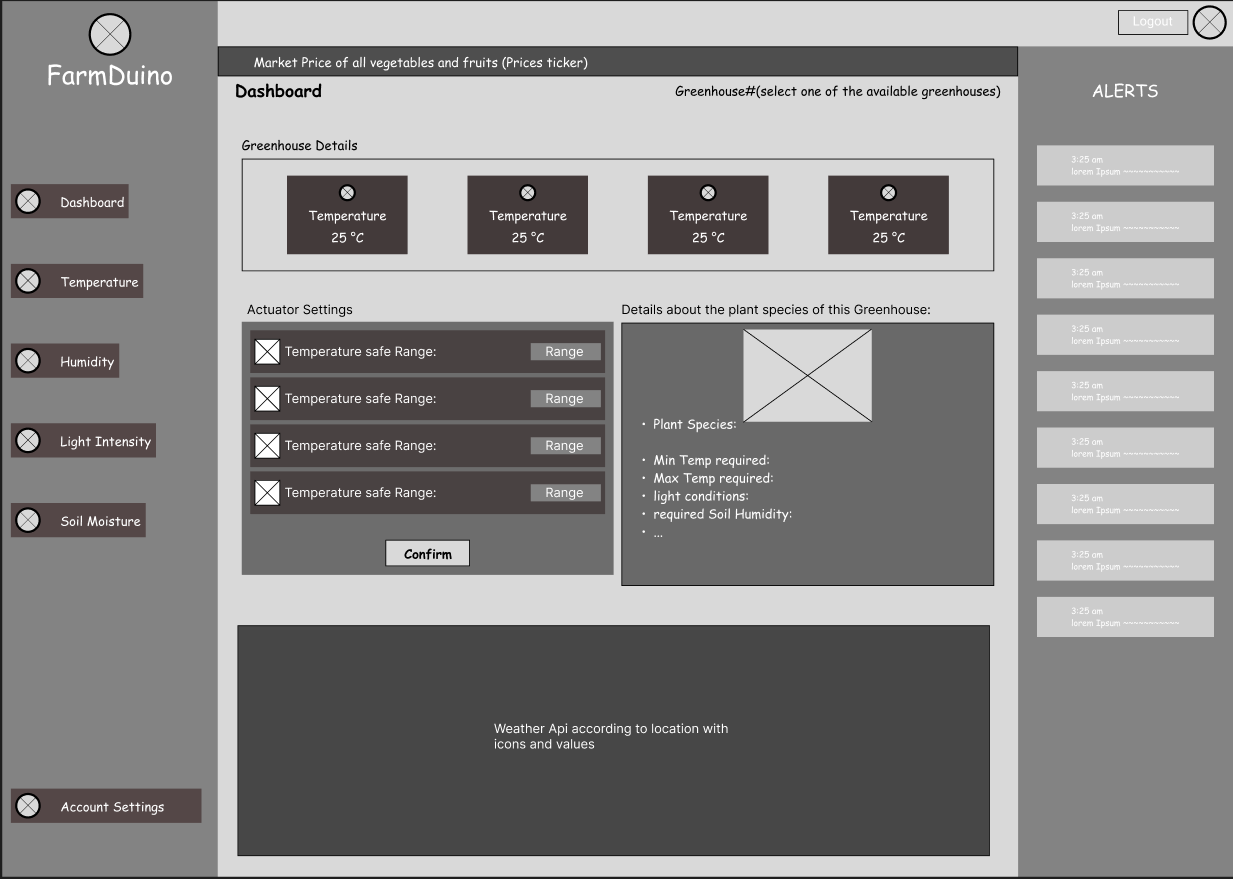 Logout
FarmDuino
Market Price of all vegetables and fruits (Prices ticker)
Dashboard
Greenhouse#(select one of the available greenhouses)
Dashboard
Temperature
Humidity
Light Intensity
Soil Moisture
Account Settings
Greenhouse Details
Temperature
25 °C
Temperature
25 °C
Temperature
25 °C
Temperature
25 °C
Actuator Settings
Temperature safe Range: Range
Temperature safe Range: Range
Temperature safe Range: Range
Temperature safe Range: Range
Confirm
Details about the plant species of this Greenhouse:
• Plant Species:
• Min Temp required:
• Max Temp required:
• light conditions:
• required Soil Humidity:
• ...
Weather Api according to location with
icons and values
ALERTS
3:25 am
lorem Ipsum ~~~~~~~~~~~
3:25 am
lorem Ipsum ~~~~~~~~~~~
3:25 am
lorem Ipsum ~~~~~~~~~~~
3:25 am
lorem Ipsum ~~~~~~~~~~~
3:25 am
lorem Ipsum ~~~~~~~~~~~
3:25 am
lorem Ipsum ~~~~~~~~~~~
3:25 am
lorem Ipsum ~~~~~~~~~~~
3:25 am
lorem Ipsum ~~~~~~~~~~~
3:25 am
lorem Ipsum ~~~~~~~~~~~